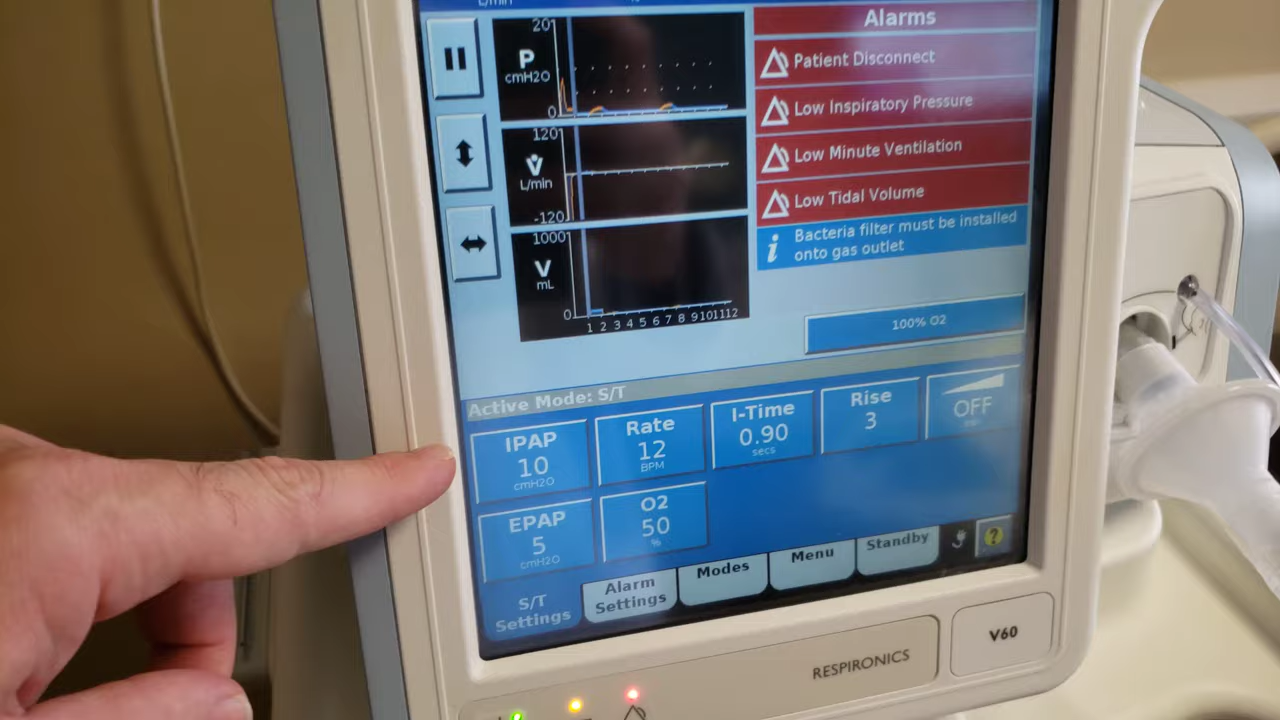 L/min
20
P
cmH2O
0
120
V̇
L/min
-120
1000
V
mL
0
1 2 3 4 5 6 7 8 9 10 11 12
Alarms
Patient Disconnect
Low Inspiratory Pressure
Low Minute Ventilation
Low Tidal Volume
i
Bacteria filter must be installed
onto gas outlet
100% O2
Active Mode: S/T
IPAP
10
cmH2O
Rate
12
BPM
I-Time
0.90
secs
Rise
3
OFF
EPAP
5
cmH2O
O2
50
%
S/T
Settings
Alarm
Settings
Modes
Menu
Standby
?
RESPIRONICS
V60